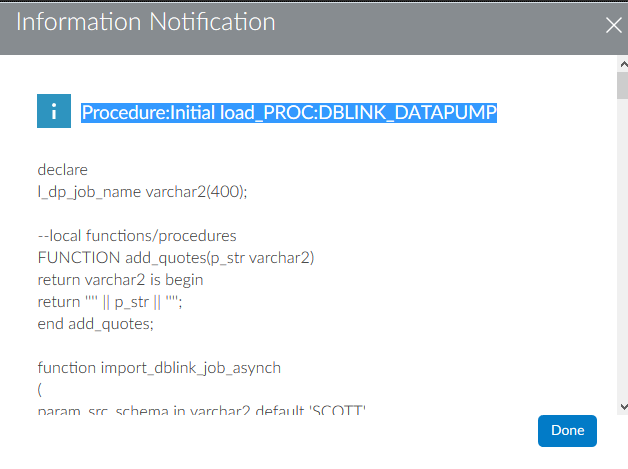 Information Notification
i
Procedure:Initial load_PROC:DBLINK_DATAPUMP
declare
l_dp_job_name varchar2(400);
--local functions/procedures
FUNCTION add_quotes(p_str varchar2)
return varchar2 is begin
return '"' || p_str || '"';
end add_quotes;
function import_dblink_job_asynch
(
param_src_schema in varchar2 default 'SCOTT'
Done